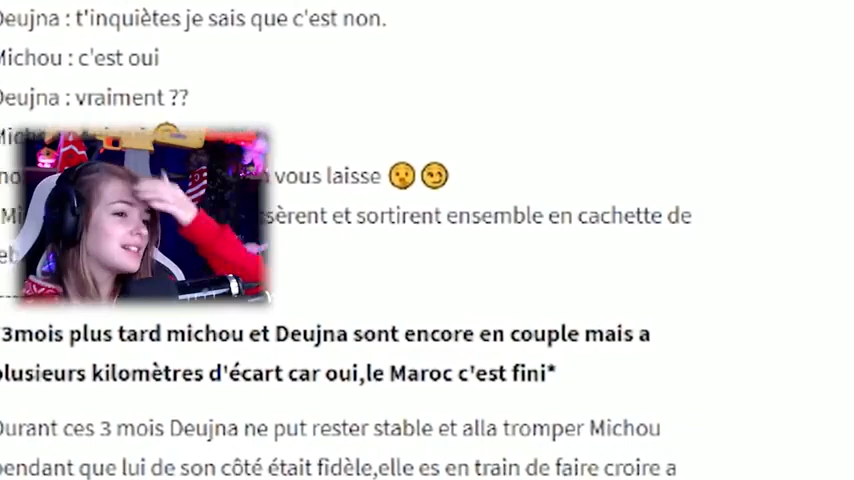 Deujna : t'inquiètes je sais que c'est non.
Michou : c'est oui
Deujna : vraiment ??
vous laisse 😗😏
sèrent et sortirent ensemble en cachette de
3mois plus tard michou et Deujna sont encore en couple mais a
plusieurs kilomètres d'écart car oui,le Maroc c'est fini*
Durant ces 3 mois Deujna ne put rester stable et alla tromper Michou
pendant que lui de son côté était fidèle,elle es en train de faire croire a